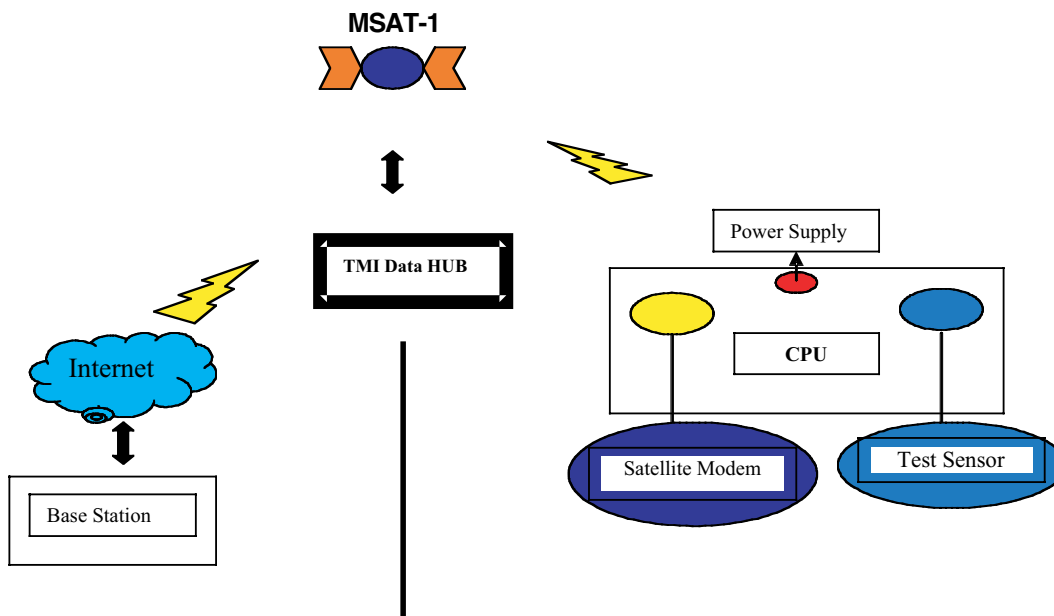 MSAT-1
Power Supply
TMI Data HUB
CPU
Internet
Satellite Modem
Test Sensor
Base Station